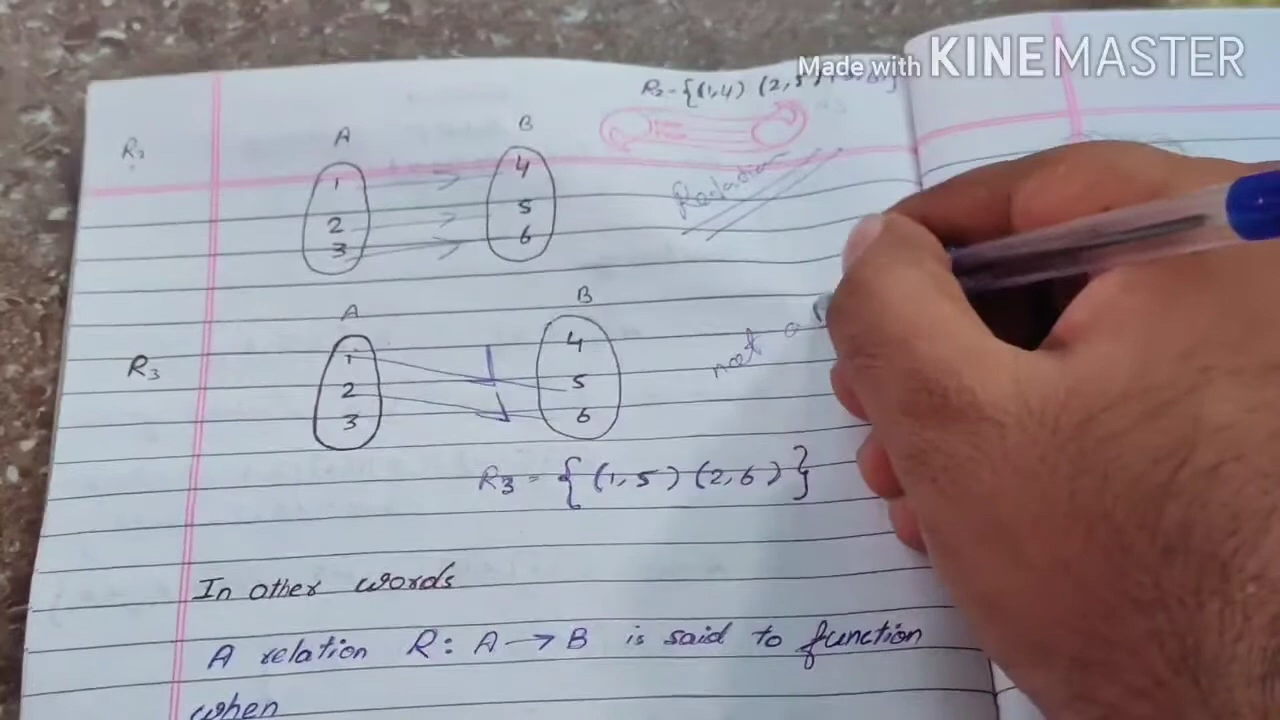 Made with KINEMASTER
R2-{(1,4) (2,5)
A B
1 4
2 5
3 6
Relation
A B
R3
1 4
2 5
3 6
not a
R3 = {(1,5) (2,6)}
In other words
A relation R: A → B is said to function
when